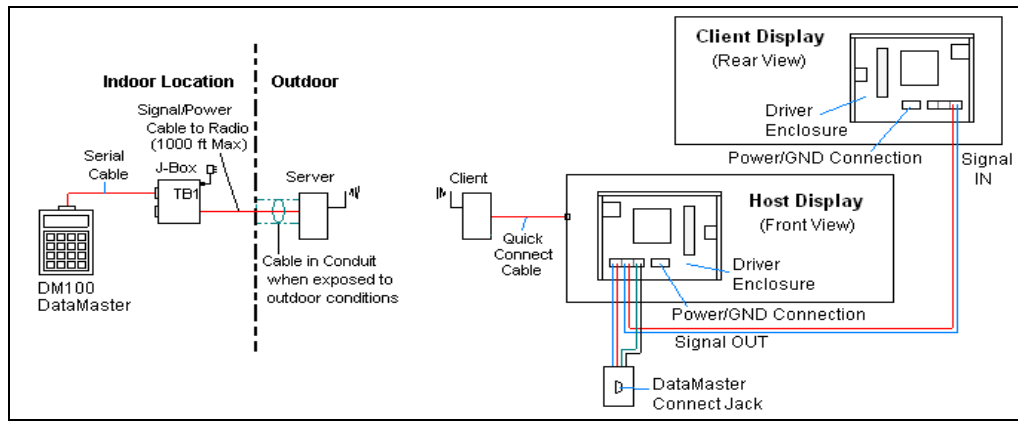 Indoor Location
Outdoor
Signal/Power
Cable to Radio
(1000 ft Max)
Serial
Cable
J-Box
TB1
Server
DM100
DataMaster
Cable in Conduit
when exposed to
outdoor conditions
Client
Quick
Connect
Cable
Client Display
(Rear View)
Driver
Enclosure
Power/GND Connection
Signal
IN
Host Display
(Front View)
Driver
Enclosure
Power/GND Connection
Signal OUT
DataMaster
Connect Jack